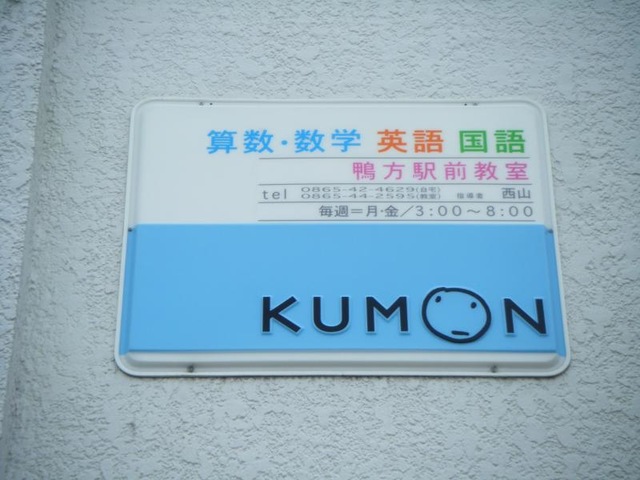 算数・数学 英語 国語
鴨方駅前教室
tel 0865-42-4629(自宅)
0865-44-2595(教室) 指導者 西山
毎週=月・金/3:00～8:00
KUMON